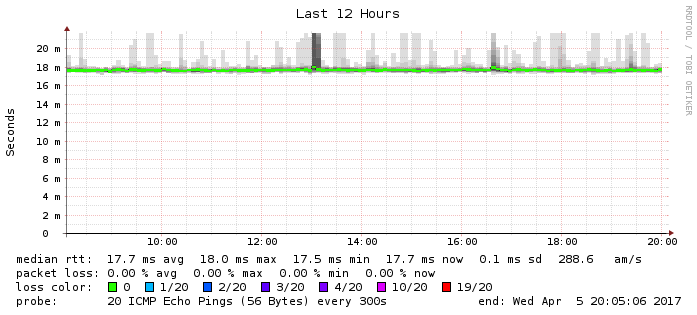 Last 12 Hours
RRDTOOL / TOBI OETIKER
Seconds
20 m
18 m
16 m
14 m
12 m
10 m
8 m
6 m
4 m
2 m
0
10:00 12:00 14:00 16:00 18:00 20:00
median rtt: 17.7 ms avg 18.0 ms max 17.5 ms min 17.7 ms now 0.1 ms sd 288.6 am/s
packet loss: 0.00 % avg 0.00 % max 0.00 % min 0.00 % now
loss color: 0 1/20 2/20 3/20 4/20 10/20 19/20
probe: 20 ICMP Echo Pings (56 Bytes) every 300s end: Wed Apr 5 20:05:06 2017